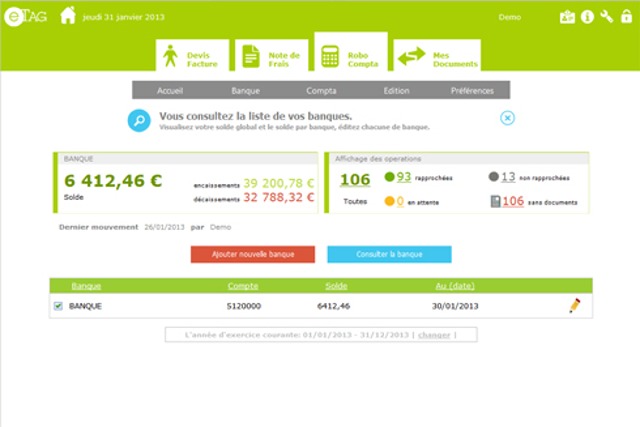 eTAG
jeudi 31 janvier 2013
Demo
Devis Facture
Note de Frais
Robo Compta
Mes Documents
Accueil Banque Compta Edition Préférences
Vous consultez la liste de vos banques.
Visualisez votre solde global et le solde par banque, éditez chacune de banque.
BANQUE
6 412,46 €
Solde
encaissements 39 200,78 €
décaissements 32 788,32 €
Affichage des operations
106
Toutes
93 rapprochées
13 non rapprochées
0 en attente
106 sans documents
Dernier mouvement 26/01/2013 par Demo
Ajouter nouvelle banque
Consulter la banque
Banque Compte Solde Au (date)
BANQUE 5120000 6412,46 30/01/2013
L'année d'exercice courante: 01/01/2013 - 31/12/2013 [ changer ]